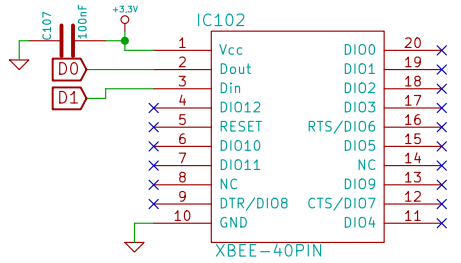 +3.3V
C107
100nF
IC102
D0
D1
1 Vcc DIO0 20
2 Dout DIO1 19
3 Din DIO2 18
4 DIO12 DIO3 17
5 RESET RTS/DIO6 16
6 DIO10 DIO5 15
7 DIO11 NC 14
8 NC DIO9 13
9 DTR/DIO8 CTS/DIO7 12
10 GND DIO4 11
XBEE-40PIN